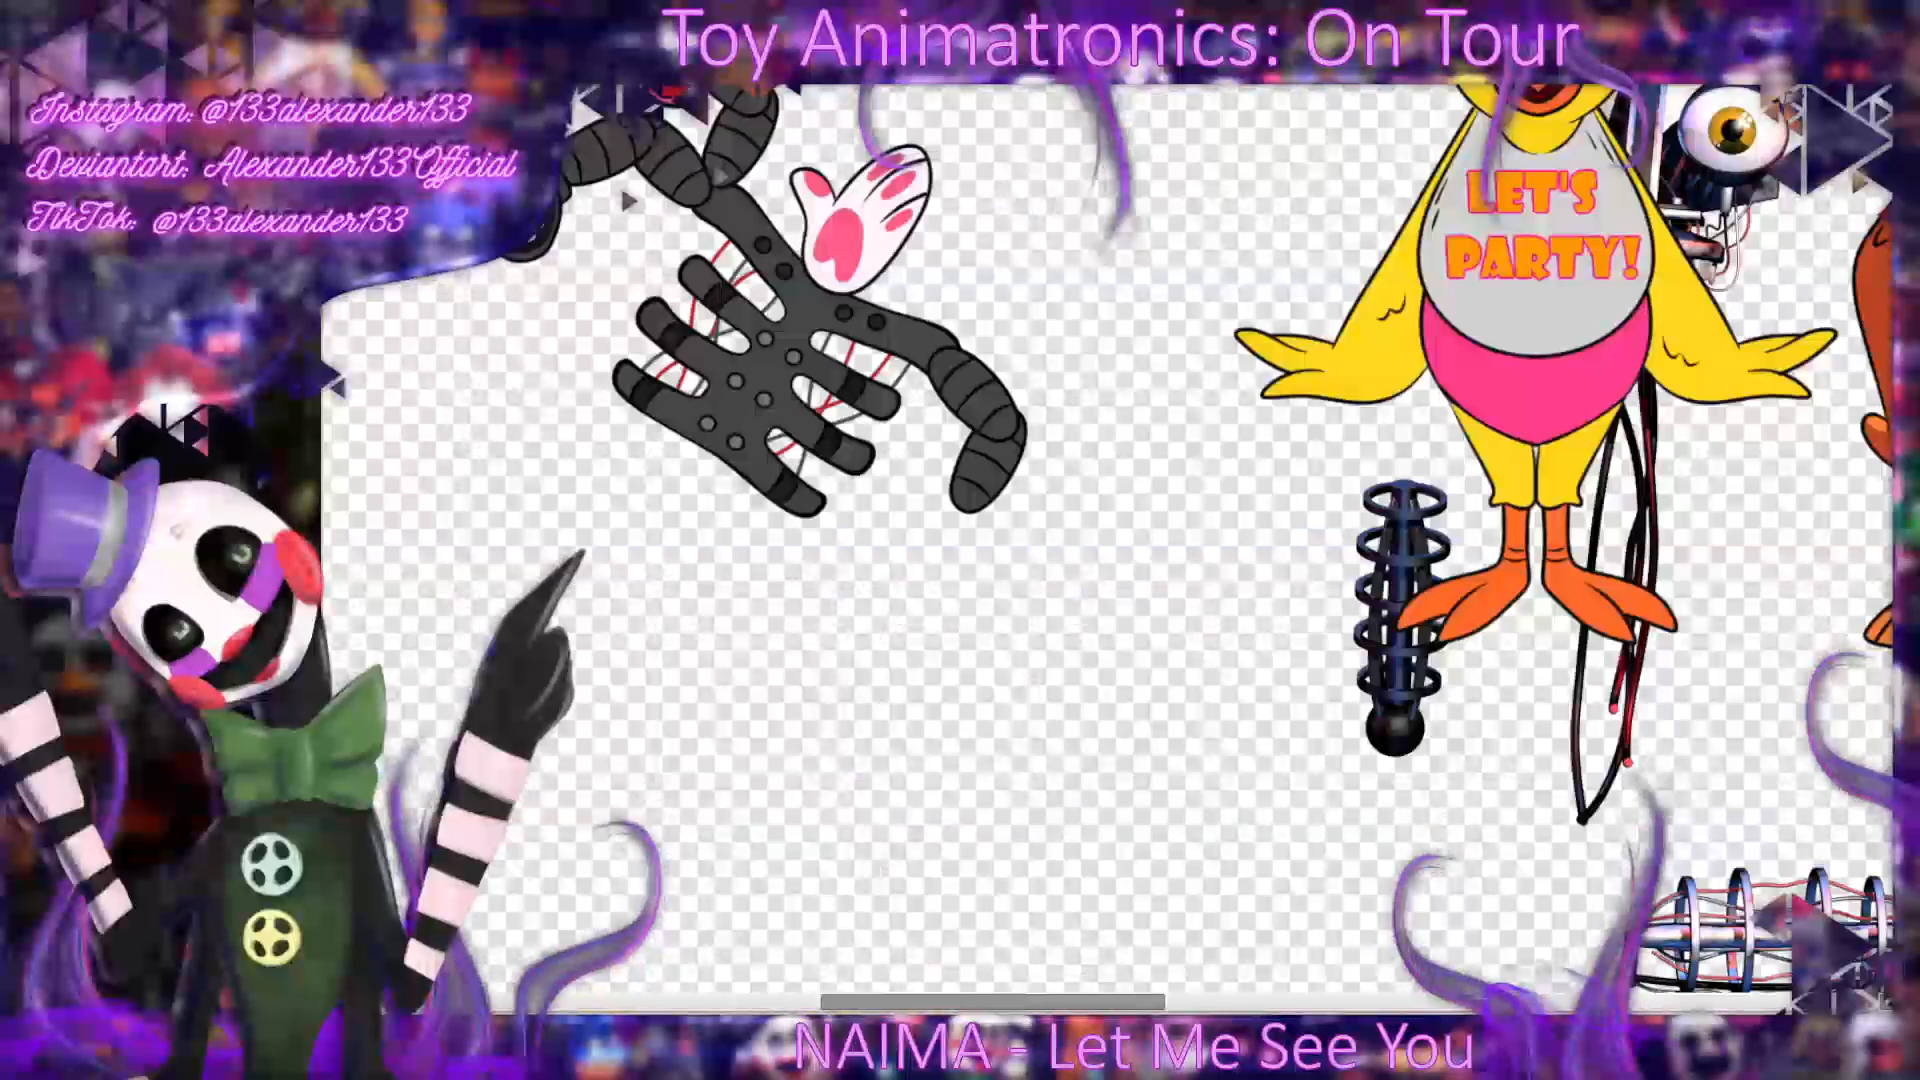 Toy Animatronics: On Tour
Instagram: @133alexander133
Deviantart: Alexander133Official
TikTok: @133alexander133
LET'S
PARTY!
NAIMA - Let Me See You